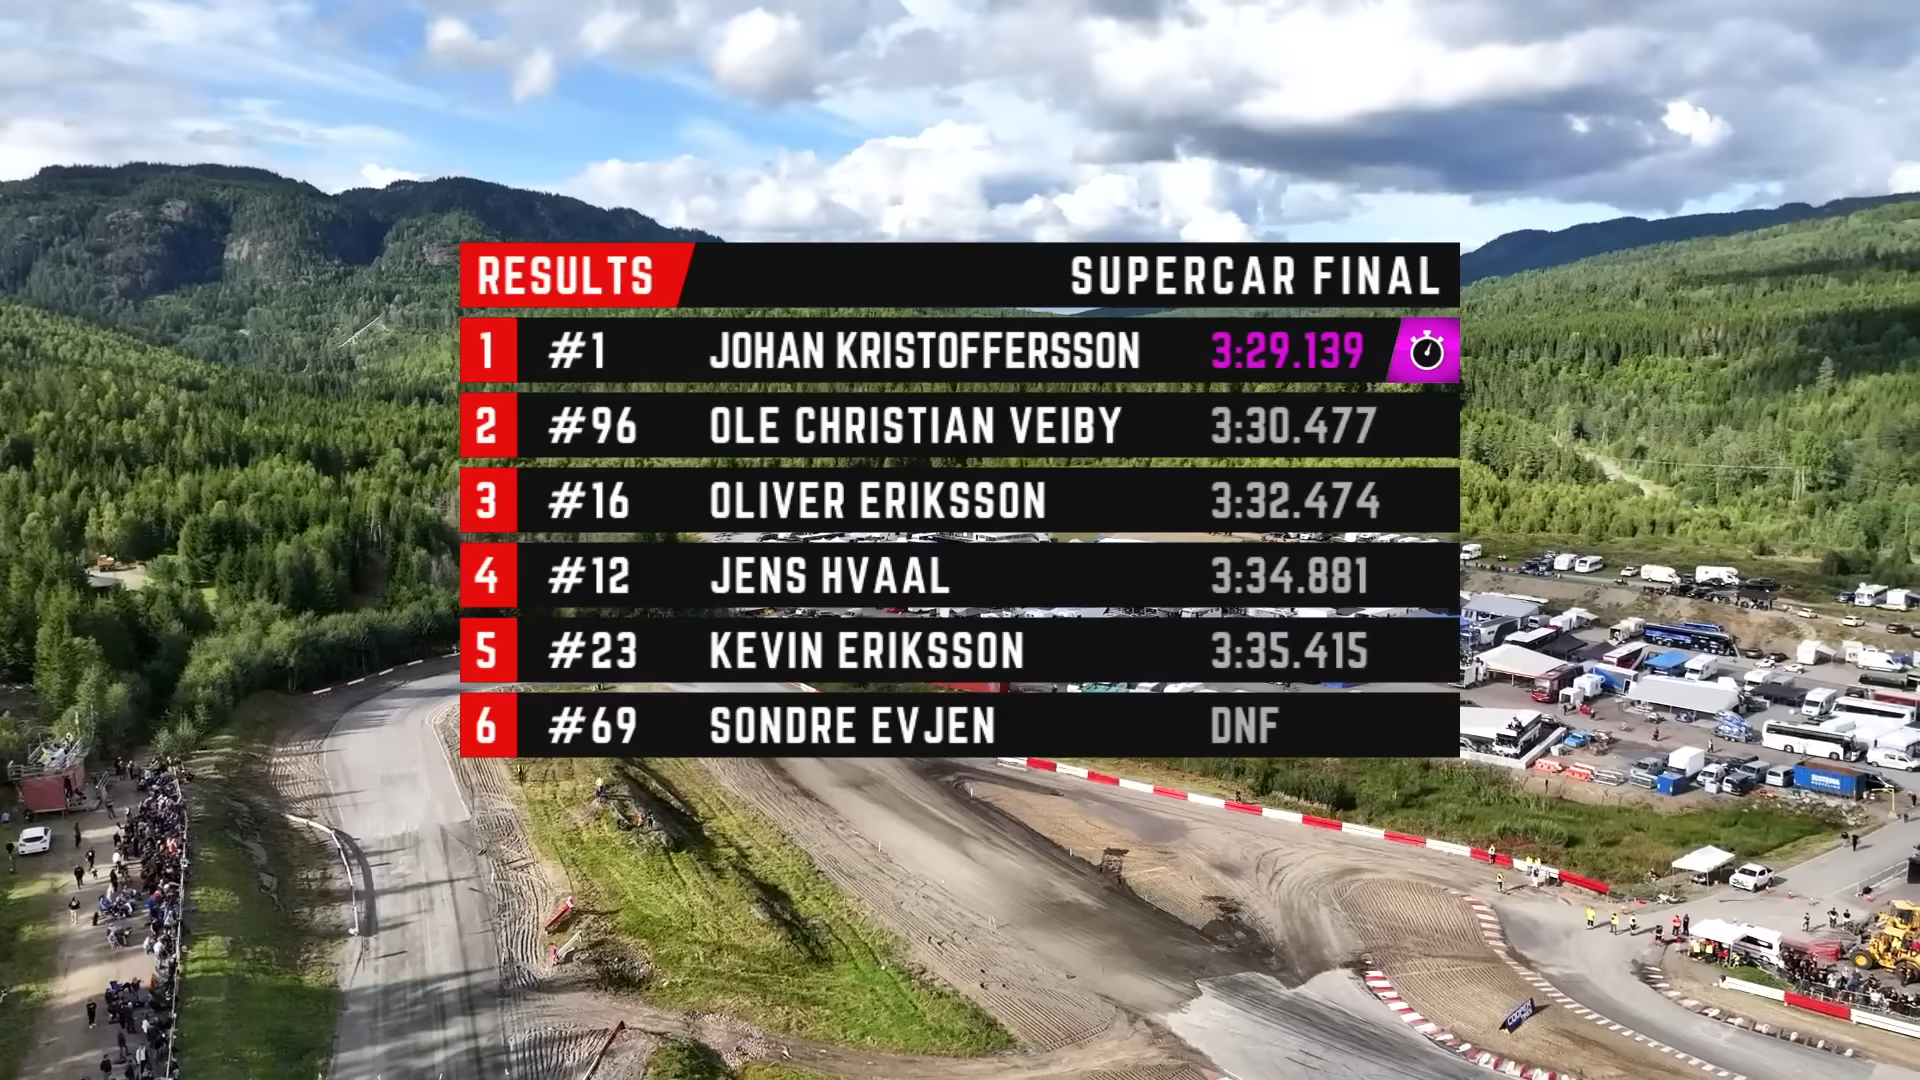 RESULTS SUPERCAR FINAL
1 #1 JOHAN KRISTOFFERSSON 3:29.139
2 #96 OLE CHRISTIAN VEIBY 3:30.477
3 #16 OLIVER ERIKSSON 3:32.474
4 #12 JENS HVAAL 3:34.881
5 #23 KEVIN ERIKSSON 3:35.415
6 #69 SONDRE EVJEN DNF